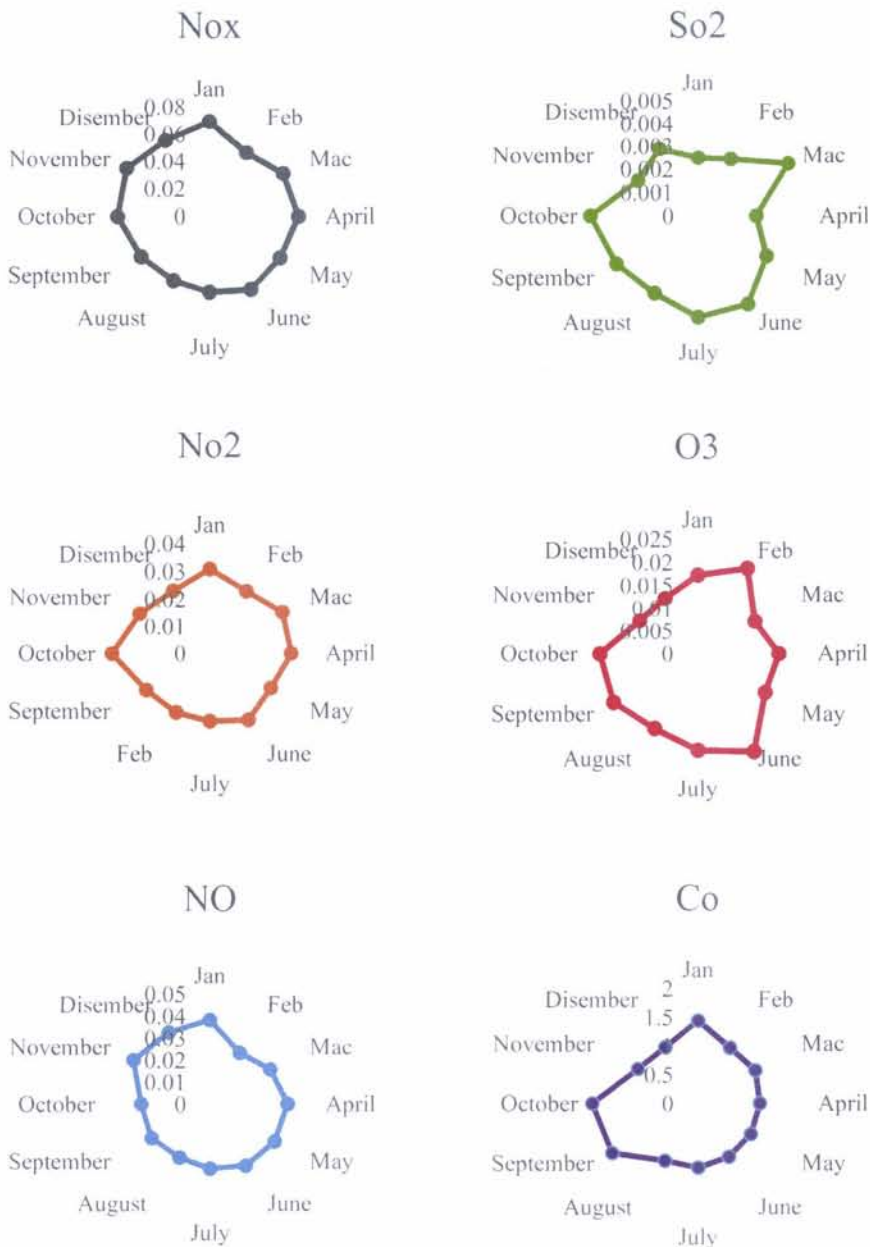 Nox
Jan
Feb
Mac
April
May
June
July
August
September
October
November
Disember
0.08
0.06
0.04
0.02
0
So2
Jan
Feb
Mac
April
May
June
July
August
September
October
November
Disember
0.005
0.004
0.003
0.002
0.001
0
No2
Jan
Feb
Mac
April
May
June
July
Feb
September
October
November
Disember
0.04
0.03
0.02
0.01
0
O3
Jan
Feb
Mac
April
May
June
July
August
September
October
November
Disember
0.025
0.02
0.015
0.01
0.005
0
NO
Jan
Feb
Mac
April
May
June
July
August
September
October
November
Disember
0.05
0.04
0.03
0.02
0.01
0
Co
Jan
Feb
Mac
April
May
June
July
August
September
October
November
Disember
2
1.5
0.5
0